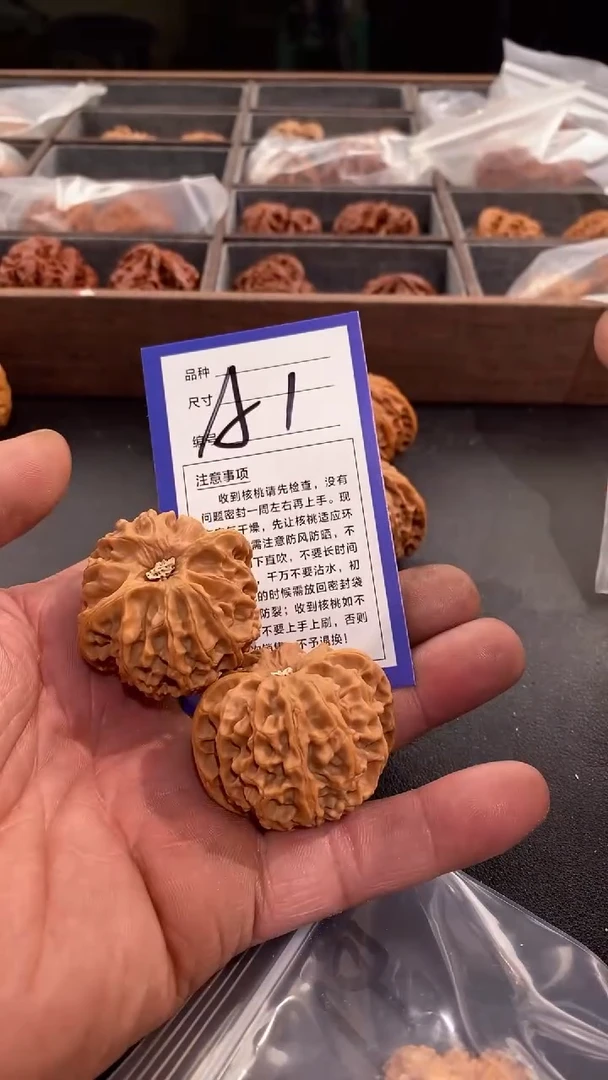 品种
尺寸
编号
A1
注意事项
收到核桃请先检查，没有
问题密封一周左右再上手。现
干燥，先让核桃适应环
需注意防风防晒，不
下直吹，不要长时间
，千万不要沾水，初
的时候需放回密封袋
防裂；收到核桃如不
不要上手上刷，否则
不予退换！